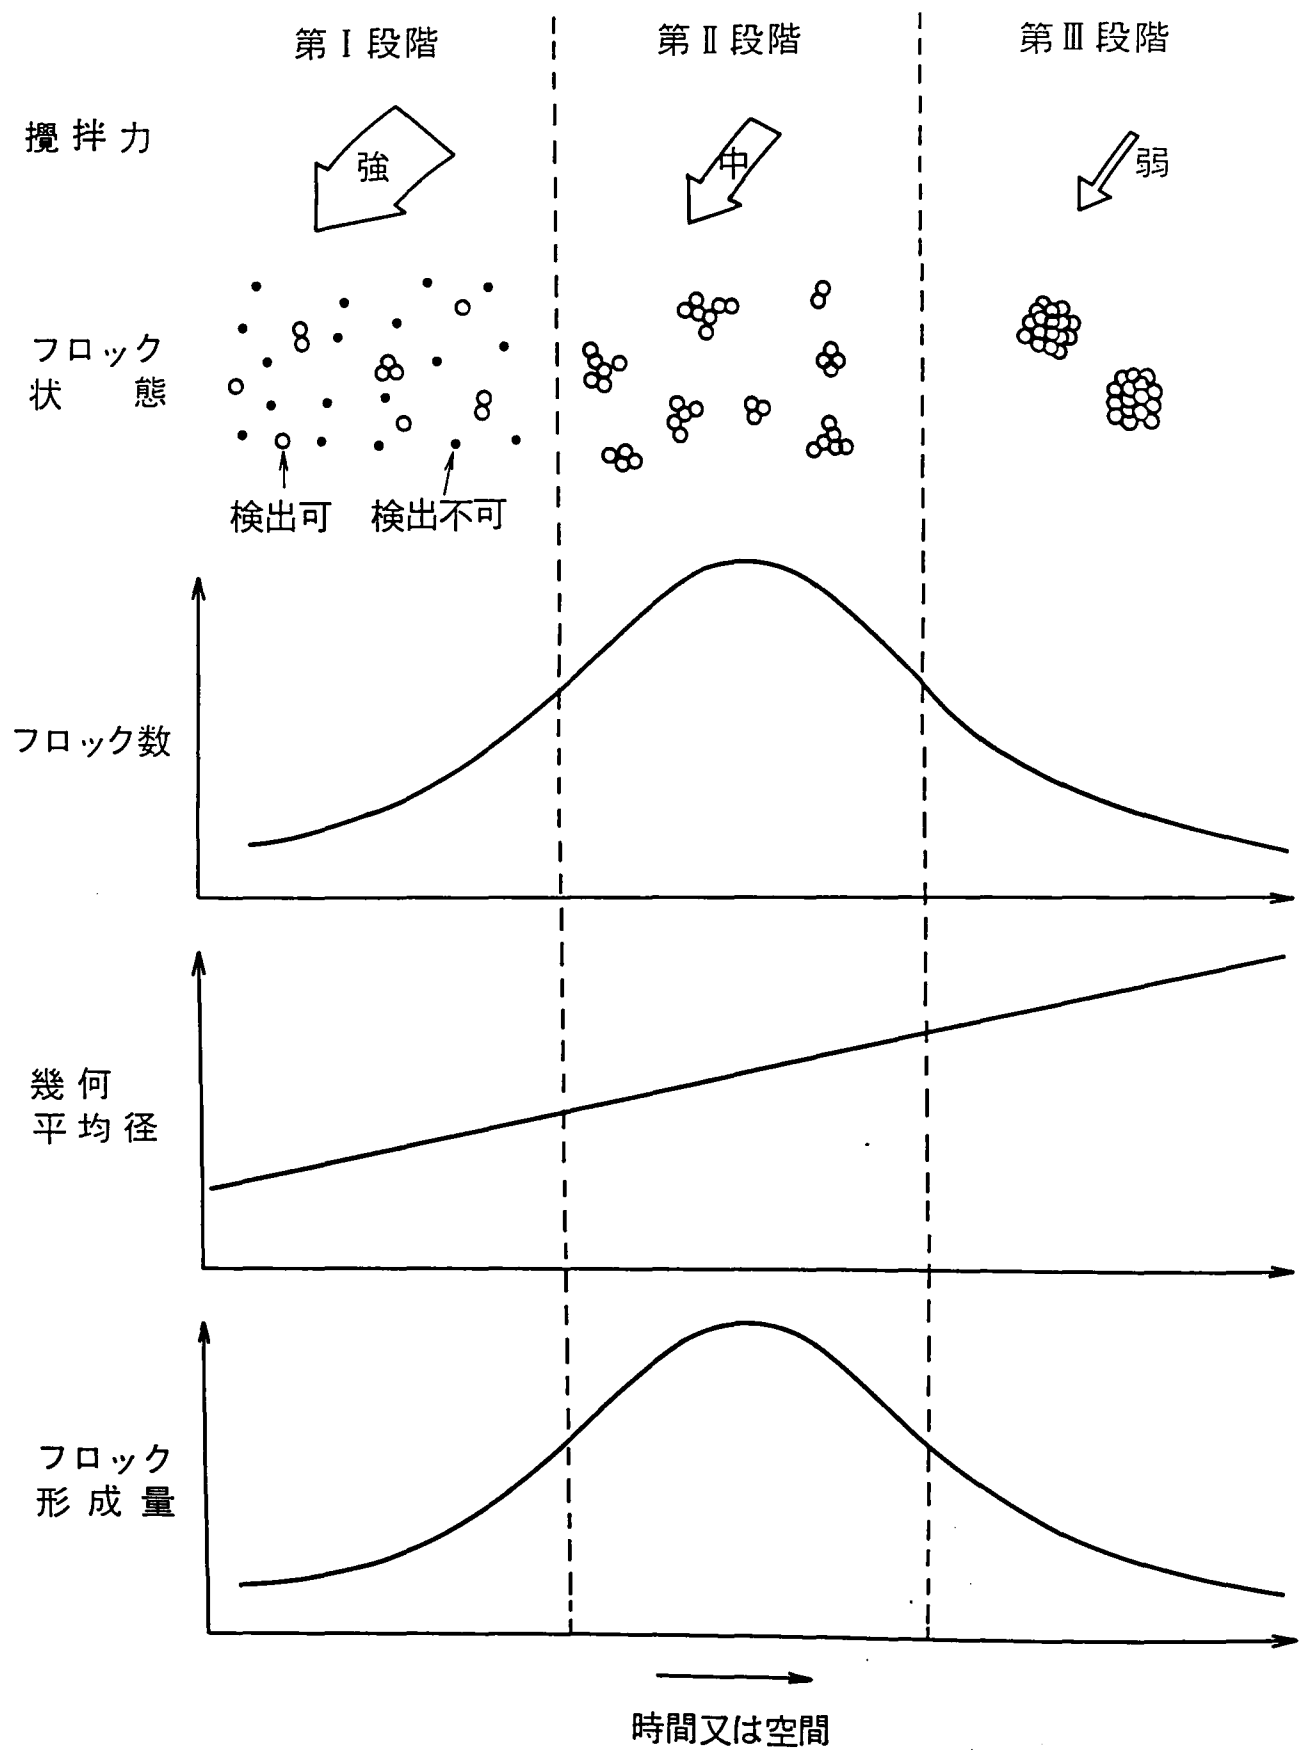 第Ⅰ段階
第Ⅱ段階
第Ⅲ段階
攪拌力
強
中
弱
フロック
状態
検出可
検出不可
フロック数
幾何
平均径
フロック
形成量
時間又は空間